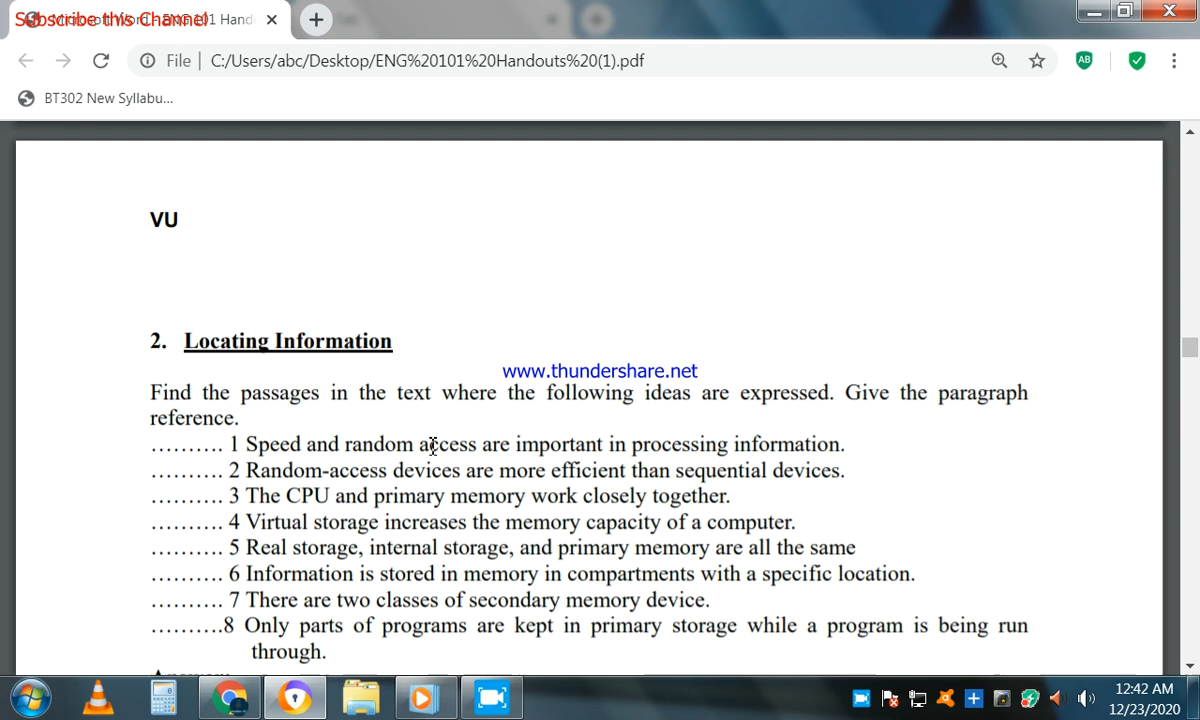 Subscribe this Channel!
File | C:/Users/abc/Desktop/ENG%20101%20Handouts%20(1).pdf
AB
BT302 New Syllabu...
VU
2. Locating Information
www.thundershare.net
Find the passages in the text where the following ideas are expressed. Give the paragraph
reference.
.......... 1 Speed and random access are important in processing information.
.......... 2 Random-access devices are more efficient than sequential devices.
.......... 3 The CPU and primary memory work closely together.
.......... 4 Virtual storage increases the memory capacity of a computer.
.......... 5 Real storage, internal storage, and primary memory are all the same
.......... 6 Information is stored in memory in compartments with a specific location.
.......... 7 There are two classes of secondary memory device.
..........8 Only parts of programs are kept in primary storage while a program is being run
through.
12:42 AM
12/23/2020